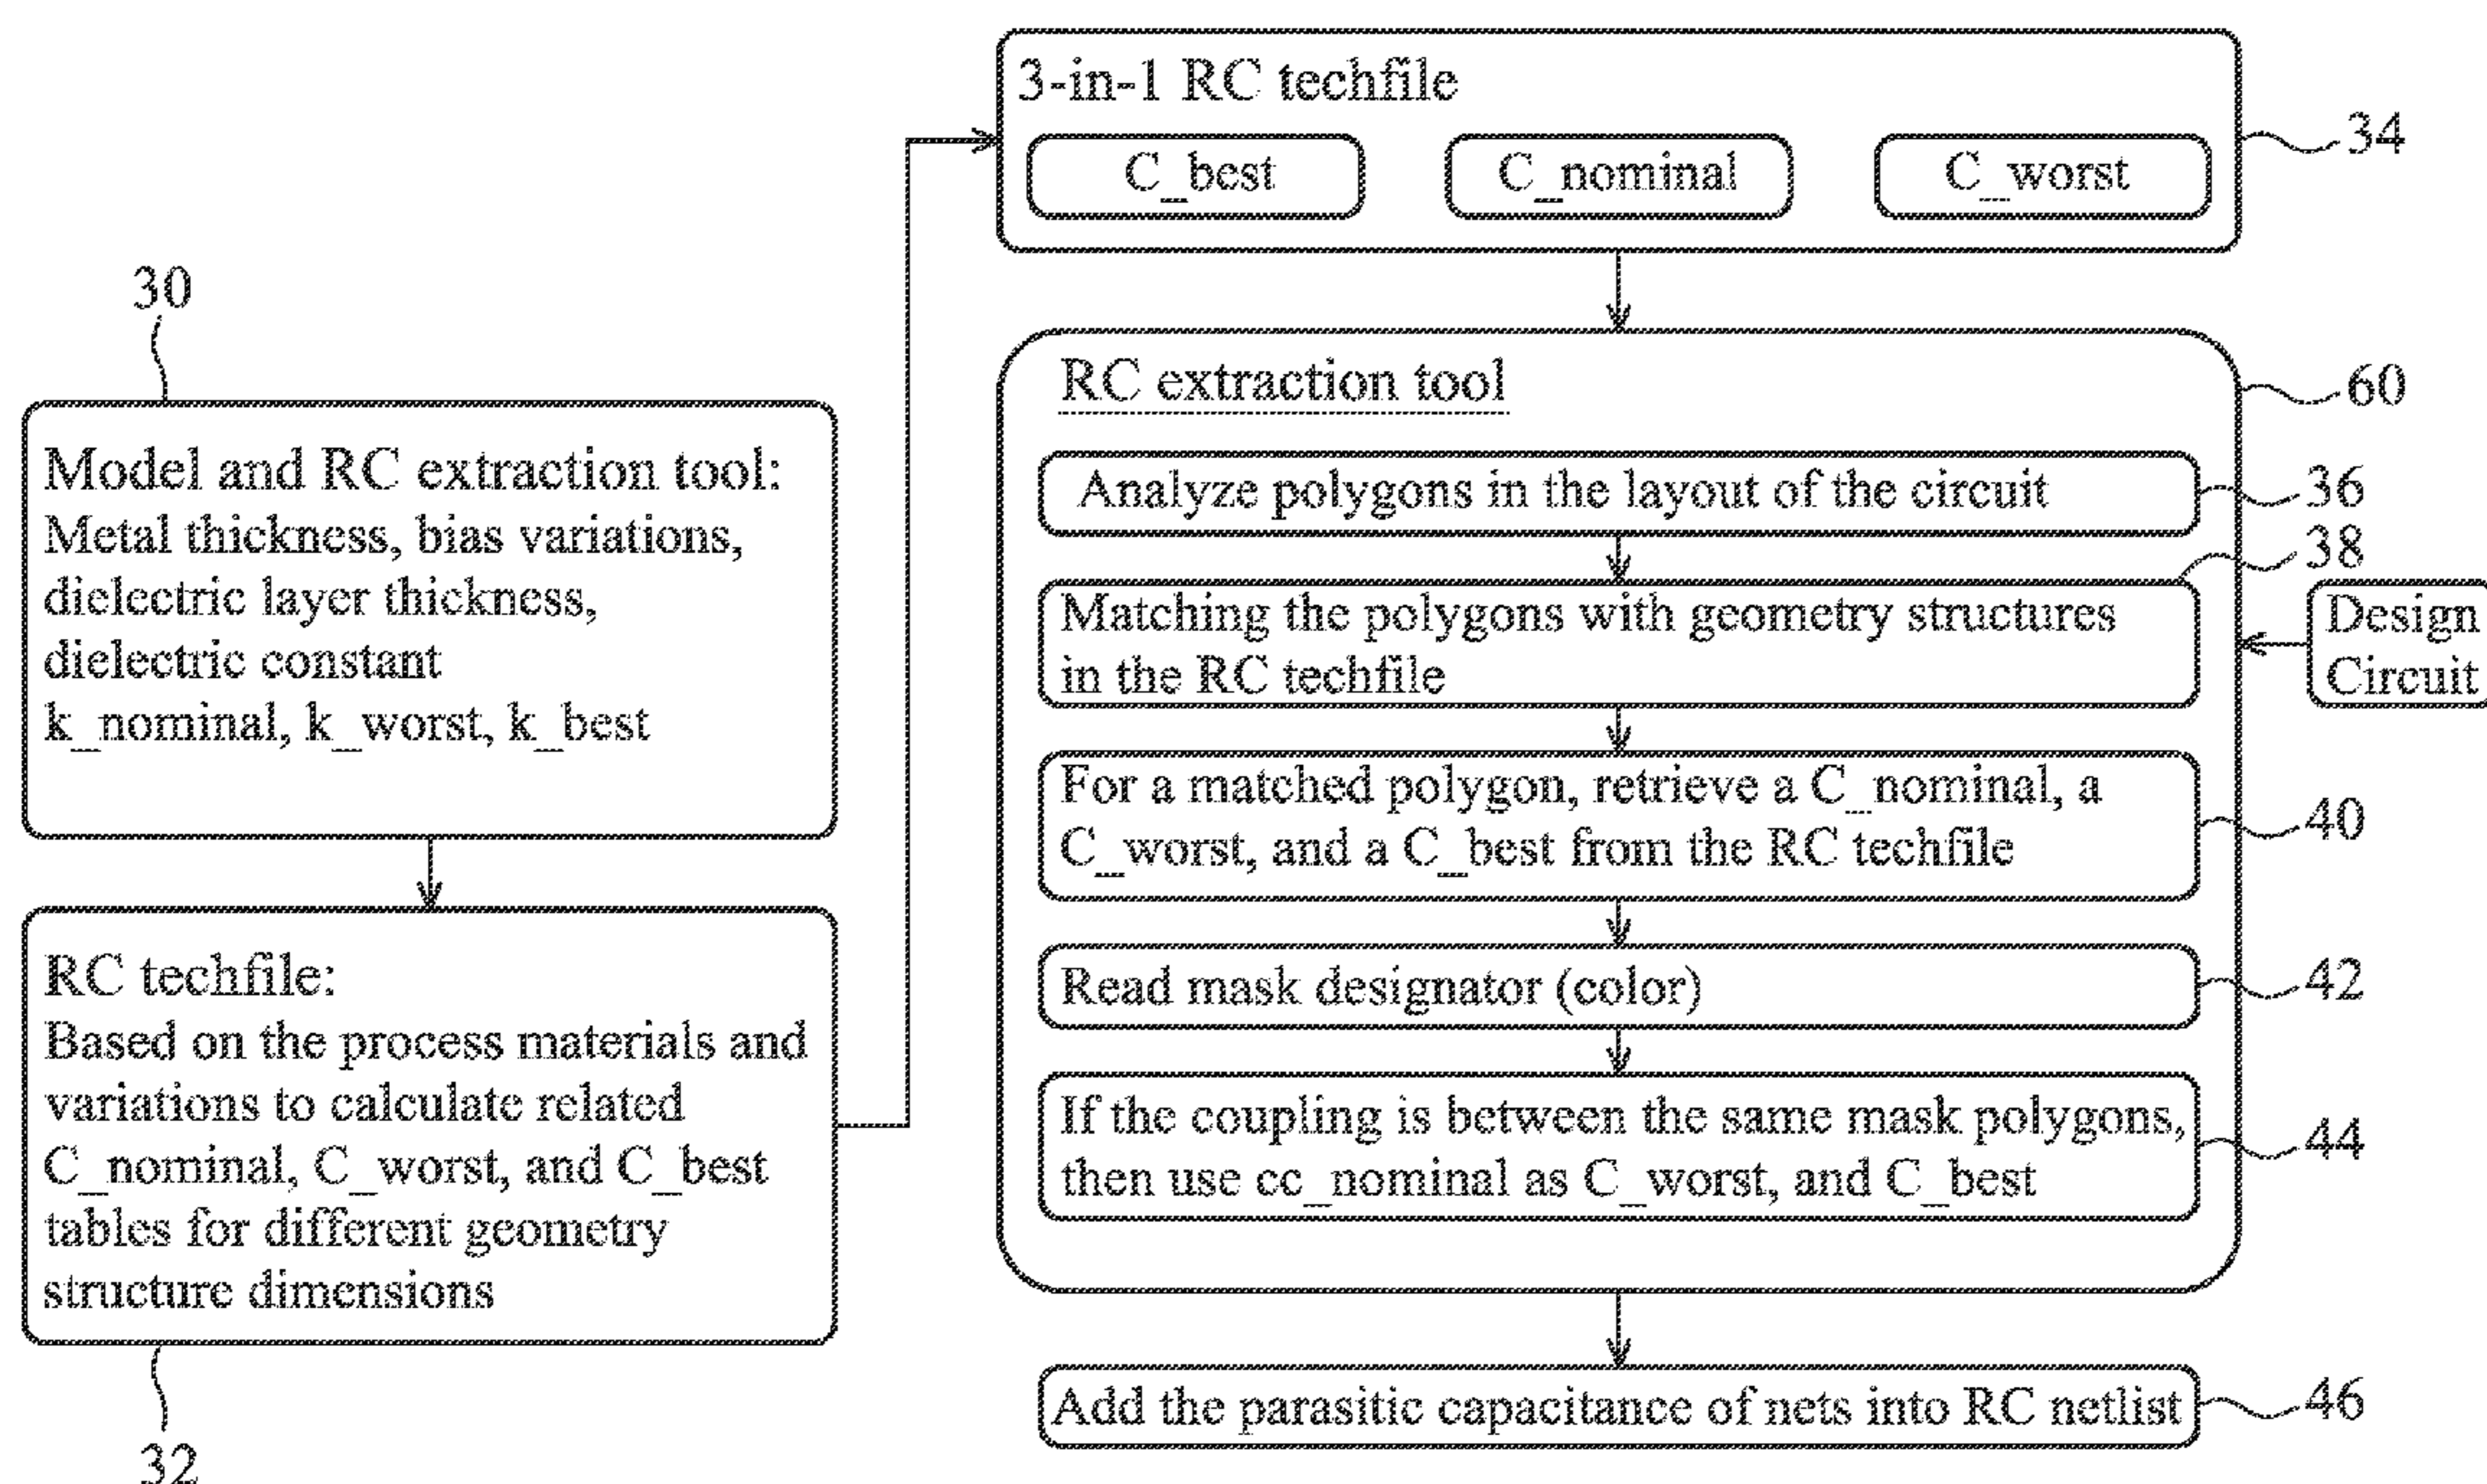 30
Model and RC extraction tool:
Metal thickness, bias variations,
dielectric layer thickness,
dielectric constant
k_nominal, k_worst, k_best
RC techfile:
Based on the process materials and
variations to calculate related
C_nominal, C_worst, and C_best
tables for different geometry
structure dimensions
32
3-in-1 RC techfile
C_best
C_nominal
C_worst
34
RC extraction tool
60
Analyze polygons in the layout of the circuit
36
38
Matching the polygons with geometry structures
in the RC techfile
Design
Circuit
For a matched polygon, retrieve a C_nominal, a
C_worst, and a C_best from the RC techfile
40
Read mask designator (color)
42
If the coupling is between the same mask polygons,
then use cc_nominal as C_worst, and C_best
44
Add the parasitic capacitance of nets into RC netlist
46